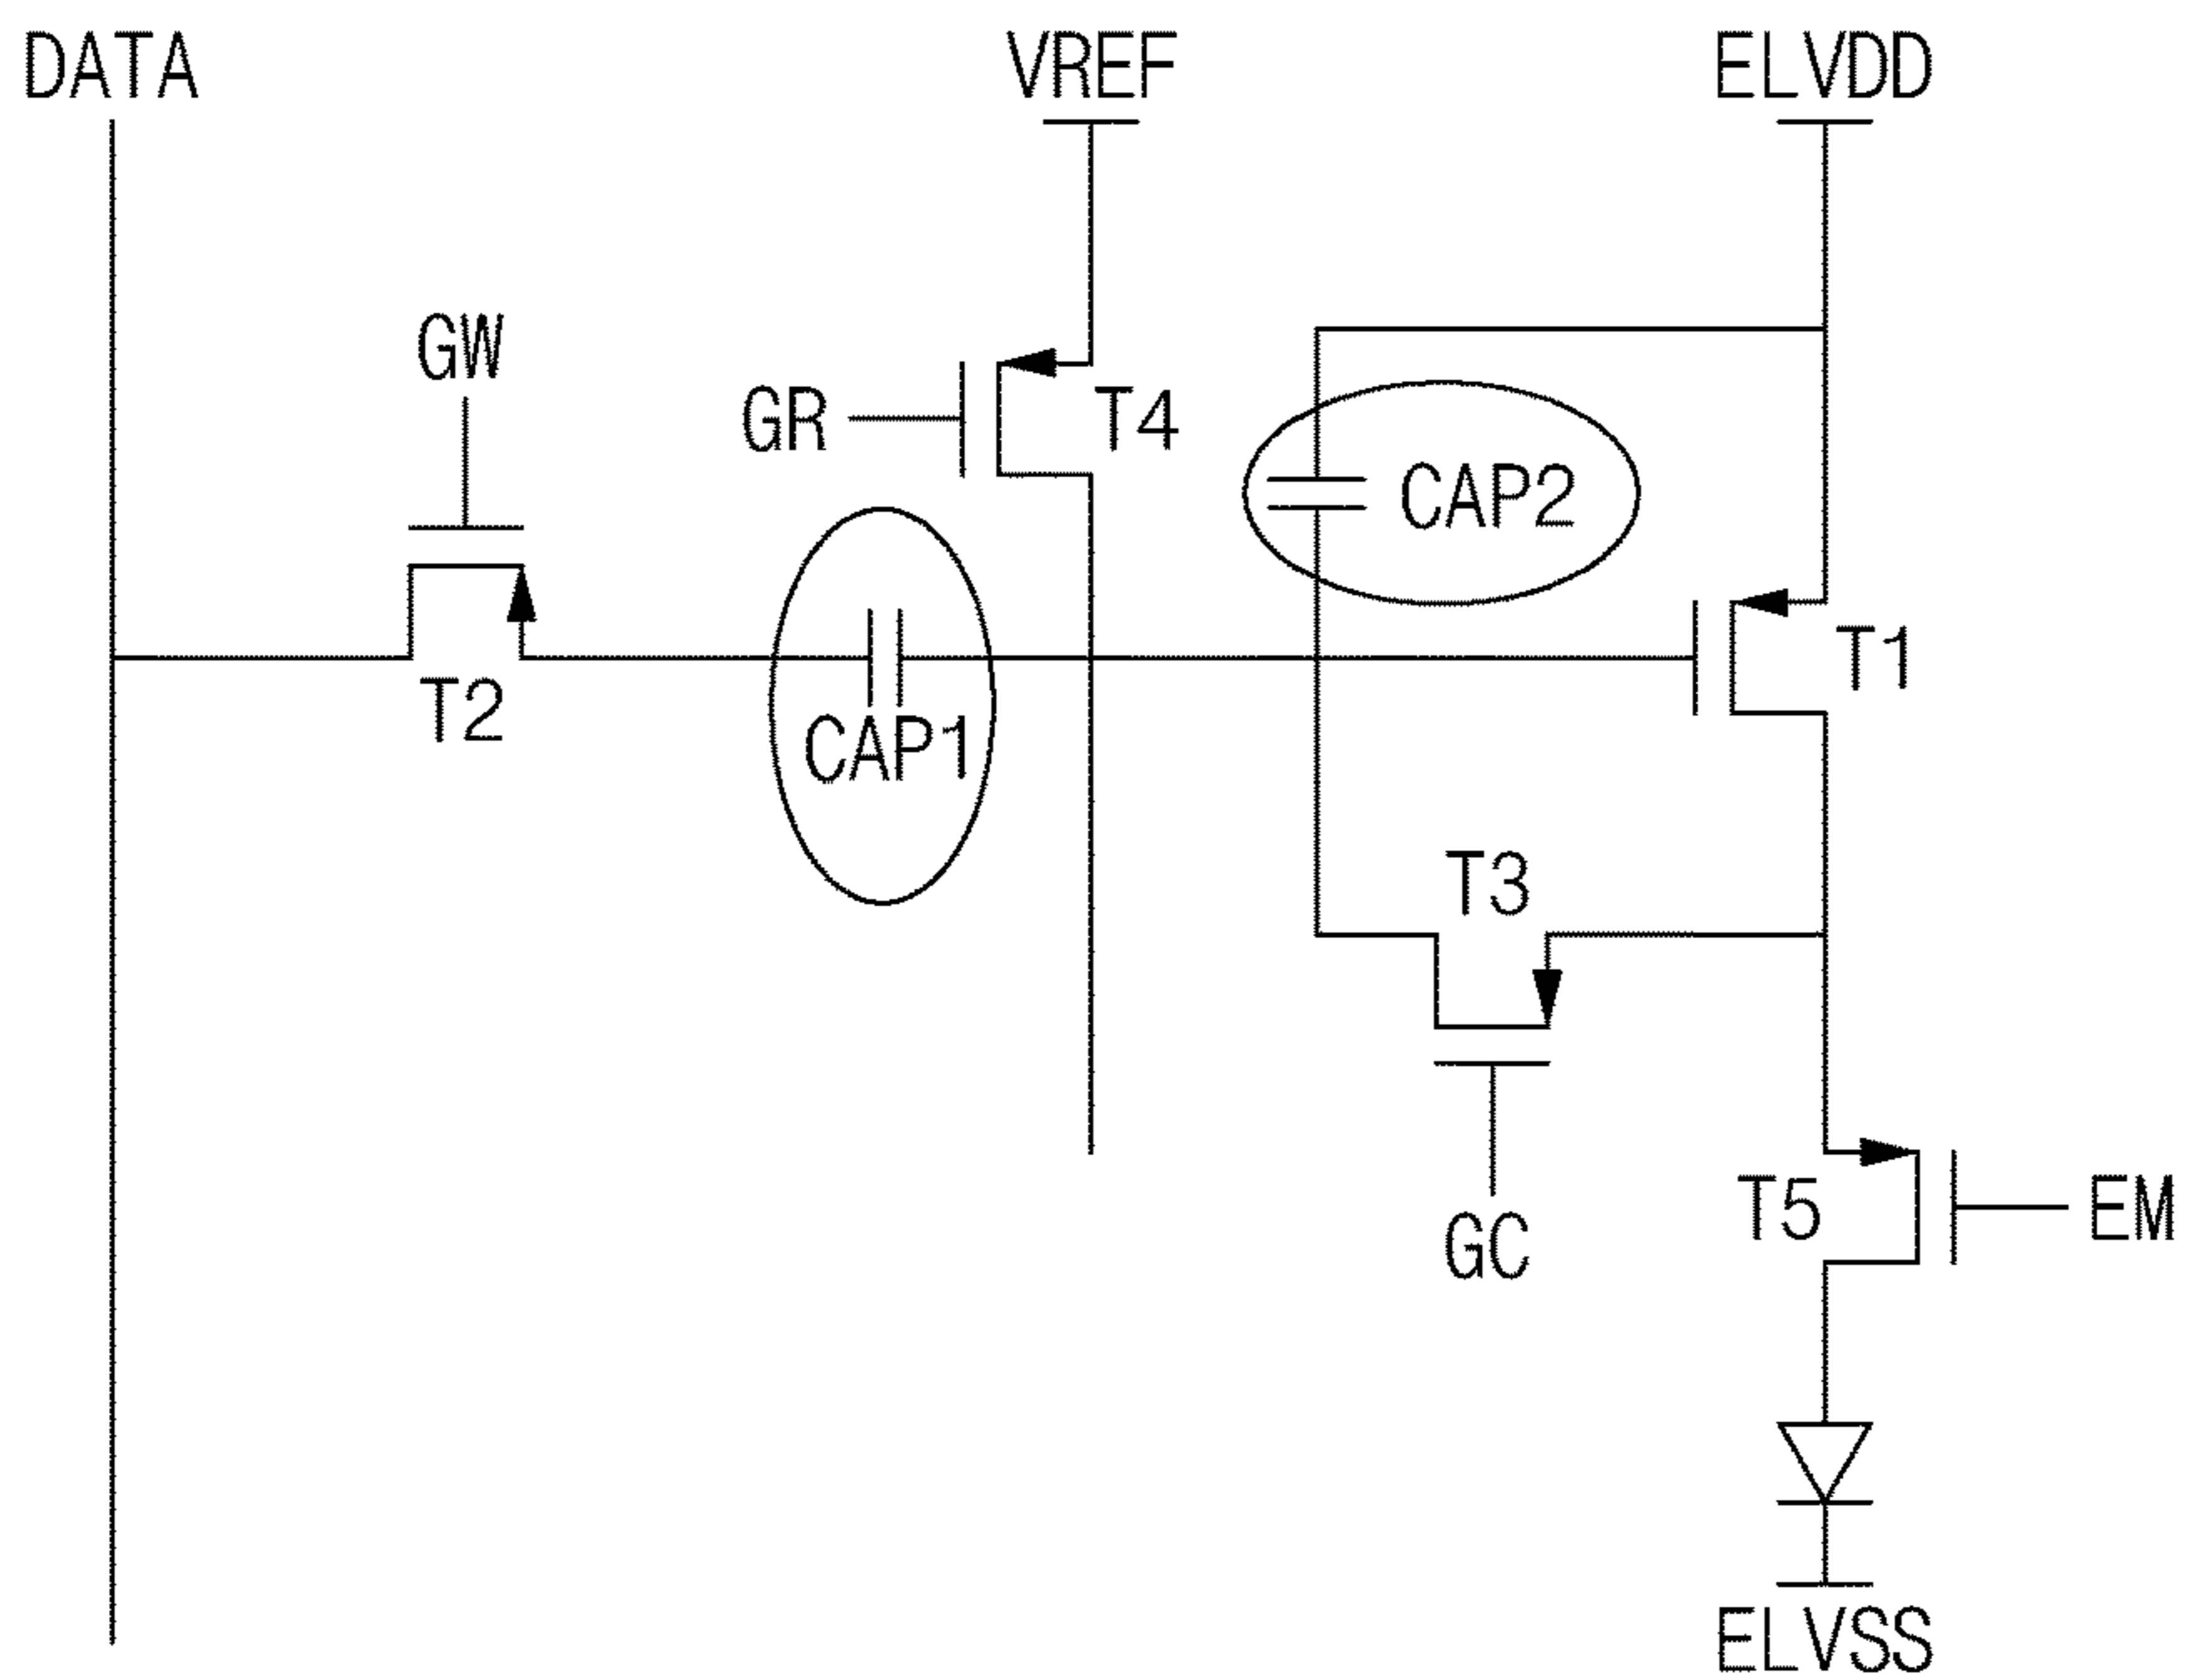 DATA
VREF
ELVDD
GW
GR
T4
CAP2
T2
CAP1
T1
T3
GC
T5
EM
ELVSS